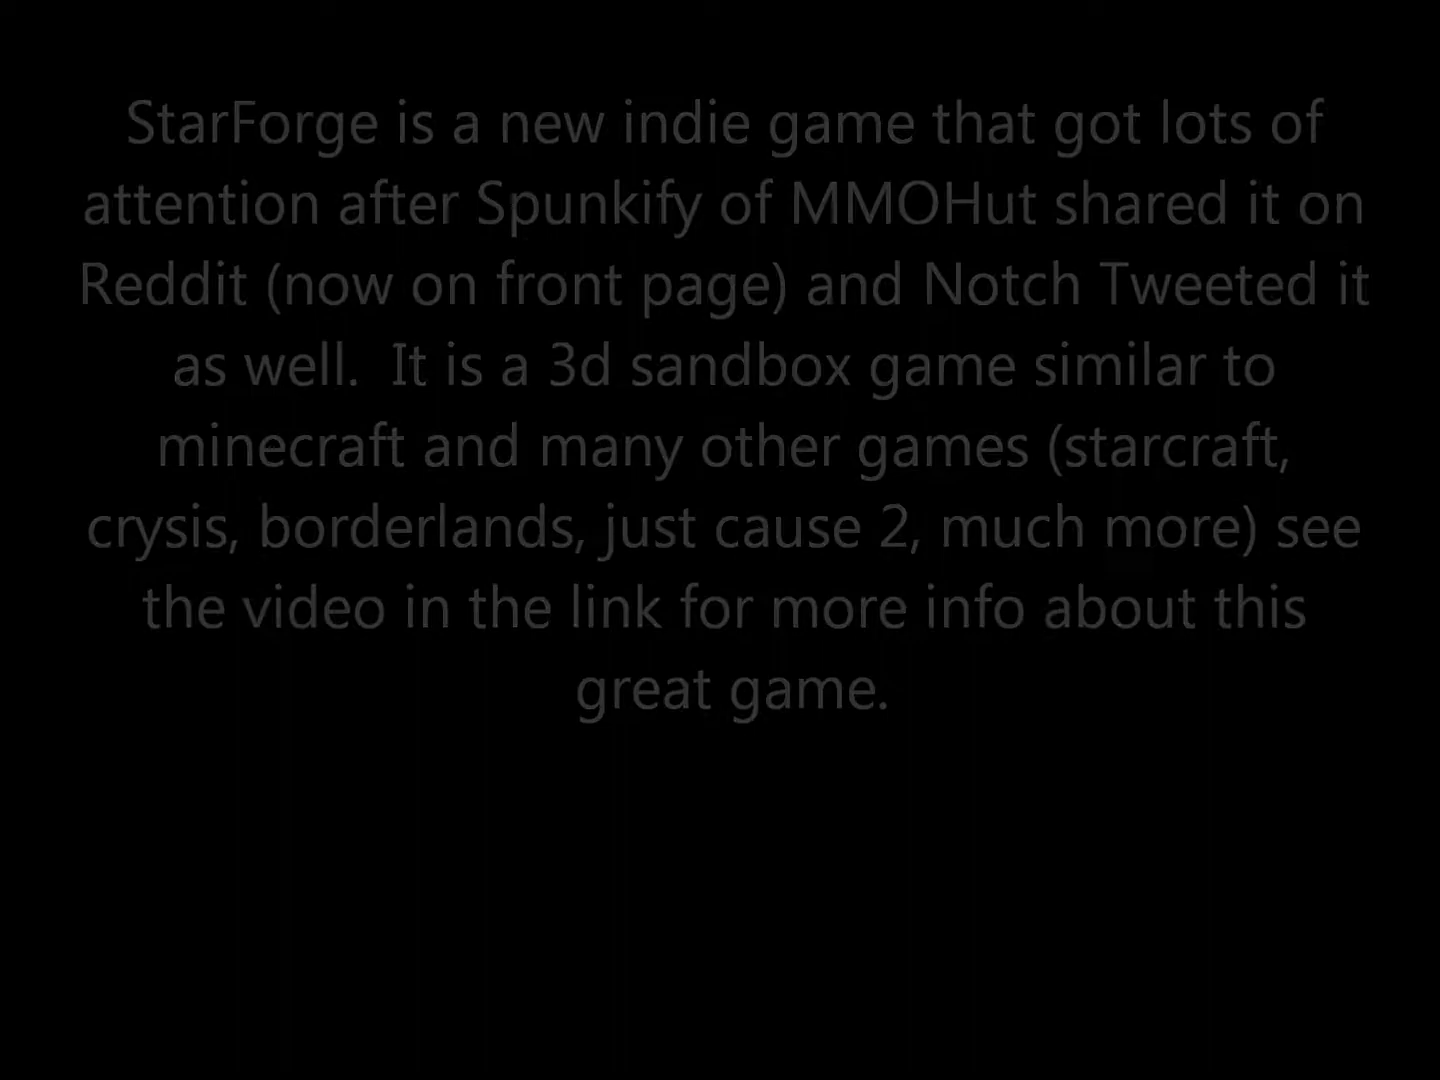 StarForge is a new indie game that got lots of
attention after Spunkify of MMOHut shared it on
Reddit (now on front page) and Notch Tweeted it
as well.  It is a 3d sandbox game similar to
minecraft and many other games (starcraft,
crysis, borderlands, just cause 2, much more) see
the video in the link for more info about this
great game.